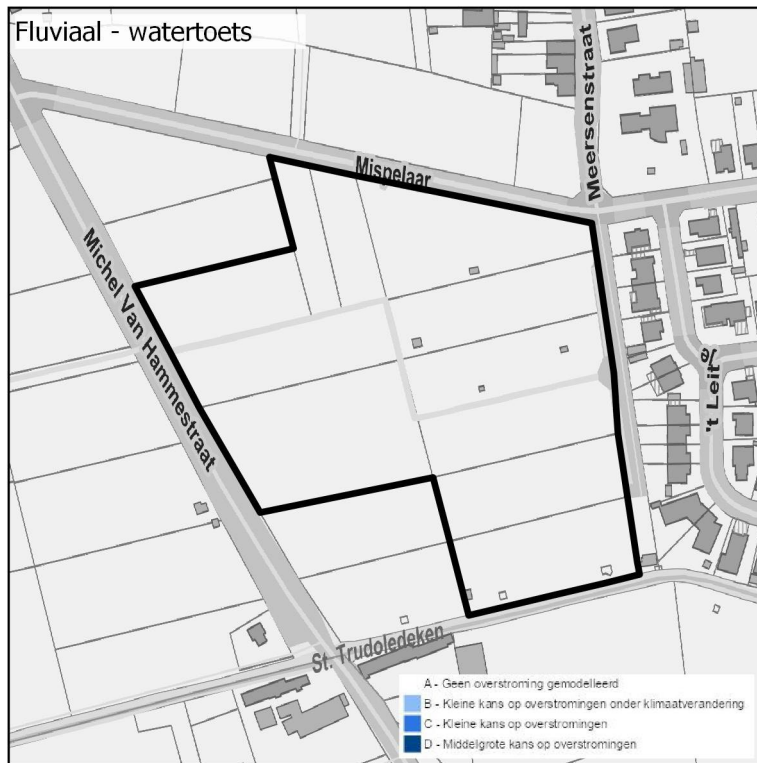 Fluviaal - watertoets
Meersenstraat
Mispelaar
Michel Van Hammestraat
't Leitje
St. Trudoledeken
A - Geen overstroming gemodelleerd
B - Kleine kans op overstromingen onder klimaatverandering
C - Kleine kans op overstromingen
D - Middelgrote kans op overstromingen